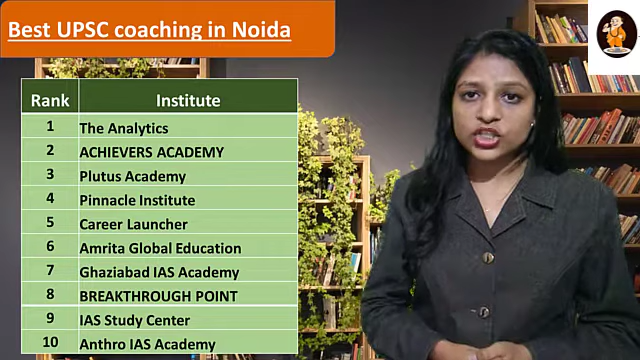 Best UPSC coaching in Noida
Rank Institute
1 The Analytics
2 ACHIEVERS ACADEMY
3 Plutus Academy
4 Pinnacle Institute
5 Career Launcher
6 Amrita Global Education
7 Ghaziabad IAS Academy
8 BREAKTHROUGH POINT
9 IAS Study Center
10 Anthro IAS Academy